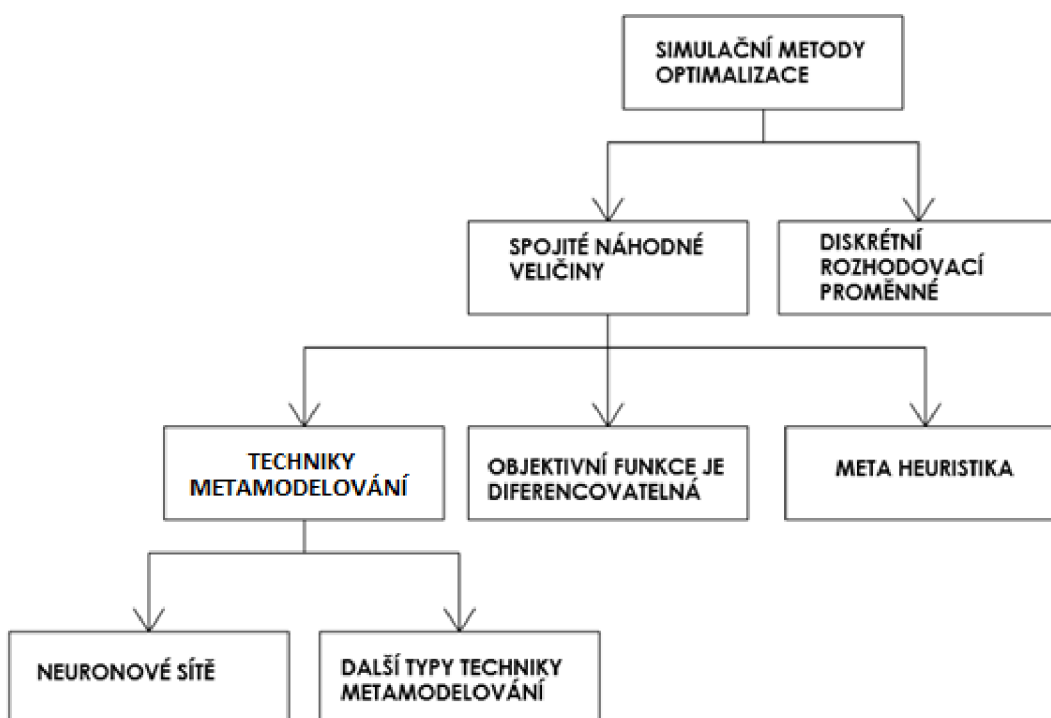 SIMULAČNÍ METODY
OPTIMALIZACE
SPOJITÉ NÁHODNÉ
VELIČINY
DISKRÉTNÍ
ROZHODOVACÍ
PROMĚNNÉ
TECHNIKY
METAMODELOVÁNÍ
OBJEKTIVNÍ FUNKCE JE
DIFERENCOVATELNÁ
META HEURISTIKA
NEURONOVÉ SÍTĚ
DALŠÍ TYPY TECHNIKY
METAMODELOVÁNÍ